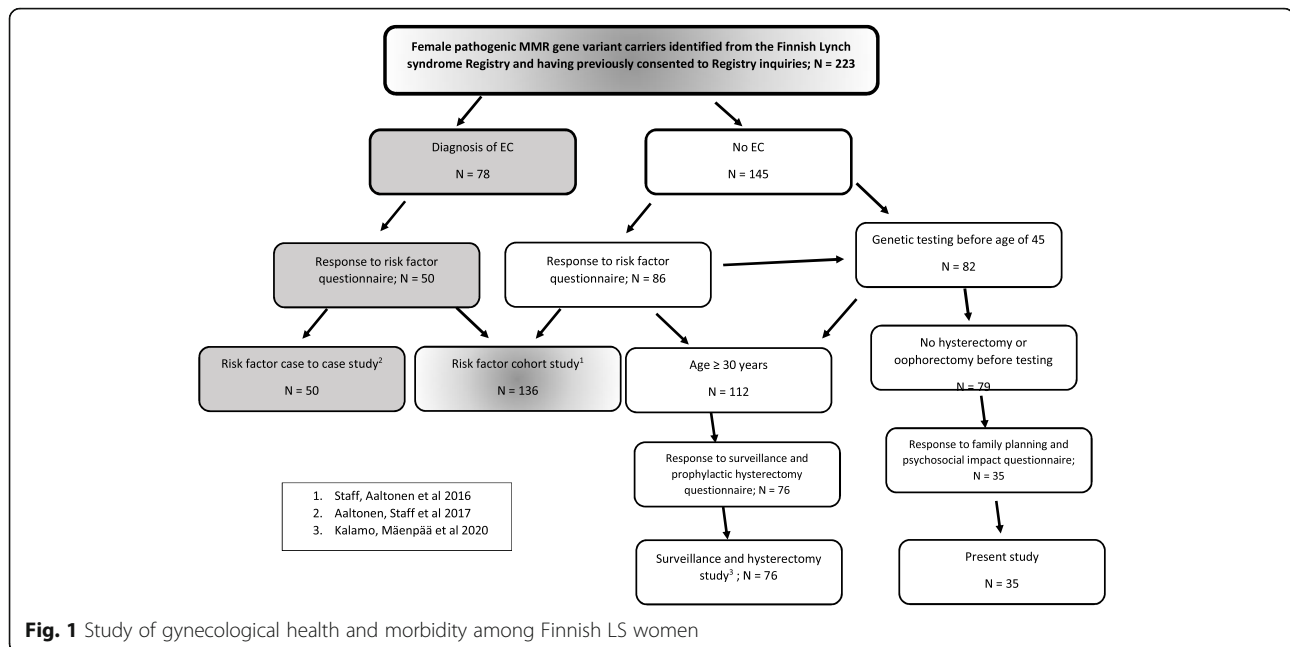 Female pathogenic MMR gene variant carriers identified from the Finnish Lynch
syndrome Registry and having previously consented to Registry inquiries; N = 223
Diagnosis of EC
N = 78
No EC
N = 145
Response to risk factor
questionnaire; N = 50
Response to risk factor
questionnaire; N = 86
Genetic testing before age of 45
N = 82
Risk factor case to case study²
N = 50
Risk factor cohort study¹
N = 136
Age ≥ 30 years
N = 112
No hysterectomy or
oophorectomy before testing
N = 79
Response to surveillance and
prophylactic hysterectomy
questionnaire; N = 76
Response to family planning and
psychosocial impact questionnaire;
N = 35
1. Staff, Aaltonen et al 2016
2. Aaltonen, Staff et al 2017
3. Kalamo, Mäenpää et al 2020
Surveillance and hysterectomy
study³ ; N = 76
Present study
N = 35
Fig. 1 Study of gynecological health and morbidity among Finnish LS women